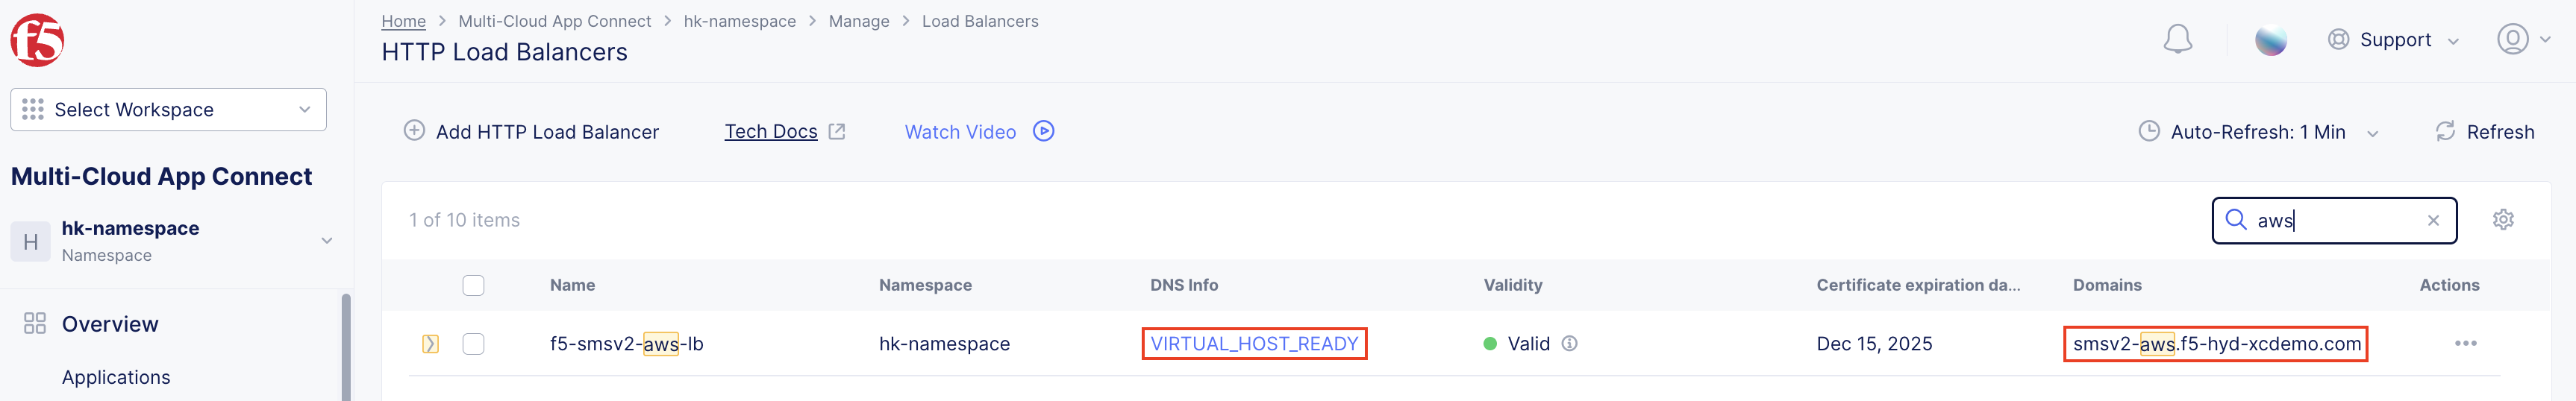 f5
Select Workspace
Multi-Cloud App Connect
H
hk-namespace
Namespace
Overview
Applications
Home > Multi-Cloud App Connect > hk-namespace > Manage > Load Balancers
HTTP Load Balancers
Support
Add HTTP Load Balancer Tech Docs Watch Video Auto-Refresh: 1 Min Refresh
1 of 10 items aws
Name Namespace DNS Info Validity Certificate expiration da... Domains Actions
f5-smsv2-aws-lb hk-namespace VIRTUAL_HOST_READY Valid Dec 15, 2025 smsv2-aws.f5-hyd-xcdemo.com